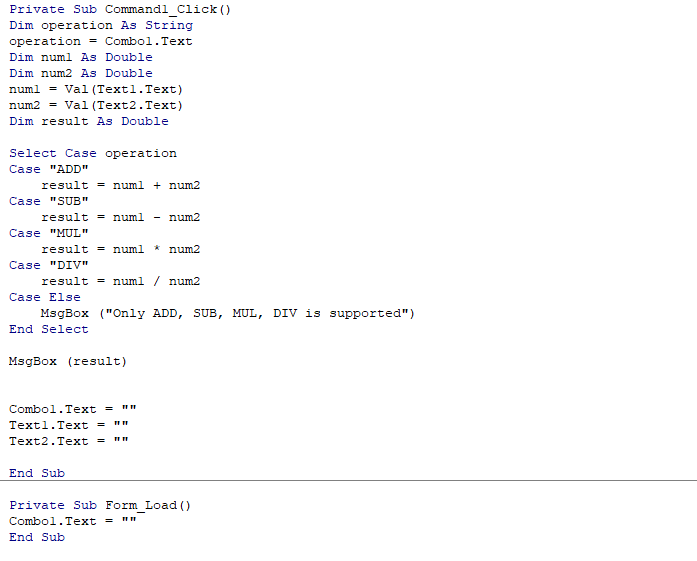 Private Sub Command1_Click()
Dim operation As String
operation = Combo1.Text
Dim num1 As Double
Dim num2 As Double
num1 = Val(Text1.Text)
num2 = Val(Text2.Text)
Dim result As Double
Select Case operation
Case "ADD"
    result = num1 + num2
Case "SUB"
    result = num1 - num2
Case "MUL"
    result = num1 * num2
Case "DIV"
    result = num1 / num2
Case Else
    MsgBox ("Only ADD, SUB, MUL, DIV is supported")
End Select
MsgBox (result)
Combo1.Text = ""
Text1.Text = ""
Text2.Text = ""
End Sub
Private Sub Form_Load()
Combo1.Text = ""
End Sub